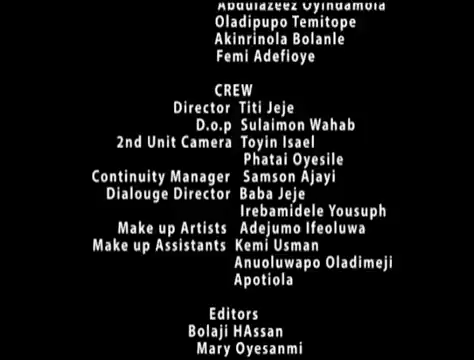 Abdulazeez Oyindamola
Oladipupo Temitope
Akinrinola Bolanle
Femi Adefioye
CREW
Director Titi Jeje
D.o.p Sulaimon Wahab
2nd Unit Camera Toyin Isael
Phatai Oyesile
Continuity Manager Samson Ajayi
Dialouge Director Baba Jeje
Irebamidele Yousuph
Make up Artists Adejumo Ifeoluwa
Make up Assistants Kemi Usman
Anuoluwapo Oladimeji
Apotiola
Editors
Bolaji HAssan
Mary Oyesanmi